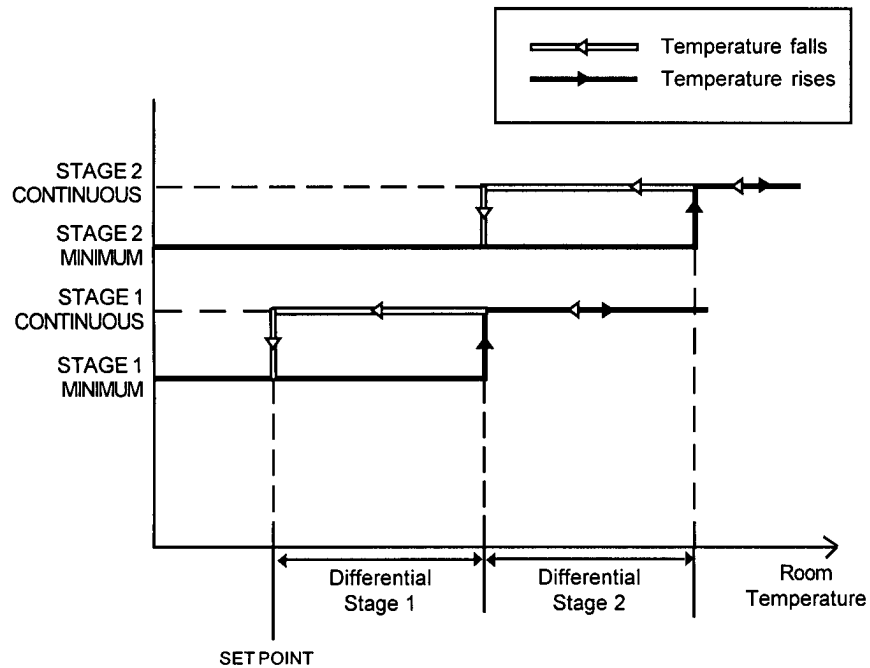 Temperature falls
Temperature rises
STAGE 2
CONTINUOUS
STAGE 2
MINIMUM
STAGE 1
CONTINUOUS
STAGE 1
MINIMUM
Differential
Stage 1
Differential
Stage 2
Room
Temperature
SET POINT